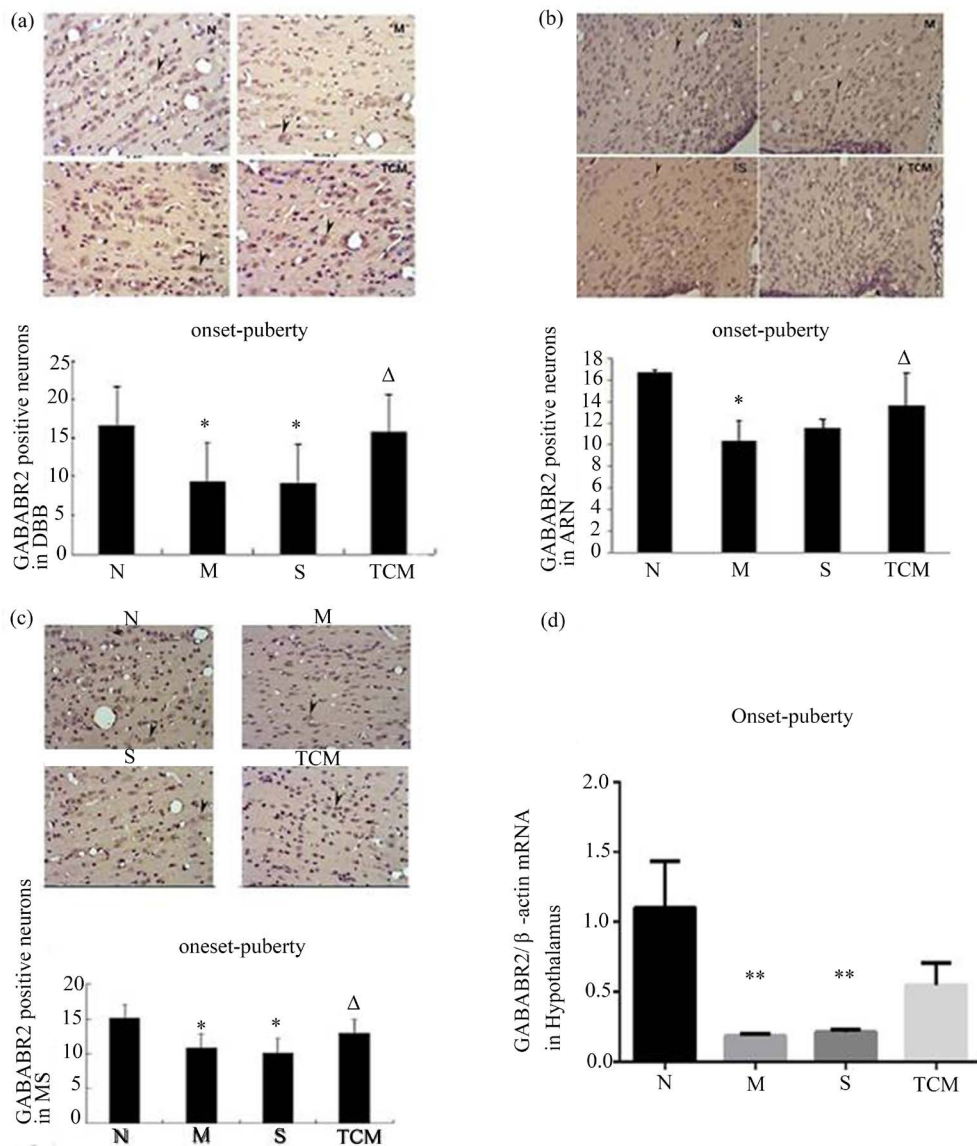 (a)
N
M
S
TCM
onset-puberty
GABABR2 positive neurons
in DBB
25
20
15
10
5
0
* * Δ
N M S TCM
(b)
N
M
S
TCM
onset-puberty
GABABR2 positive neurons
in ARN
18
16
14
12
10
8
6
4
2
0
* Δ
N M S TCM
(c)
N M
S TCM
oneset-puberty
GABABR2 positive neurons
in MS
20
15
10
5
0
* * Δ
N M S TCM
(d)
Onset-puberty
GABABR2/ β -actin mRNA
in Hypothalamus
2.0
1.5
1.0
0.5
0.0
** **
N M S TCM